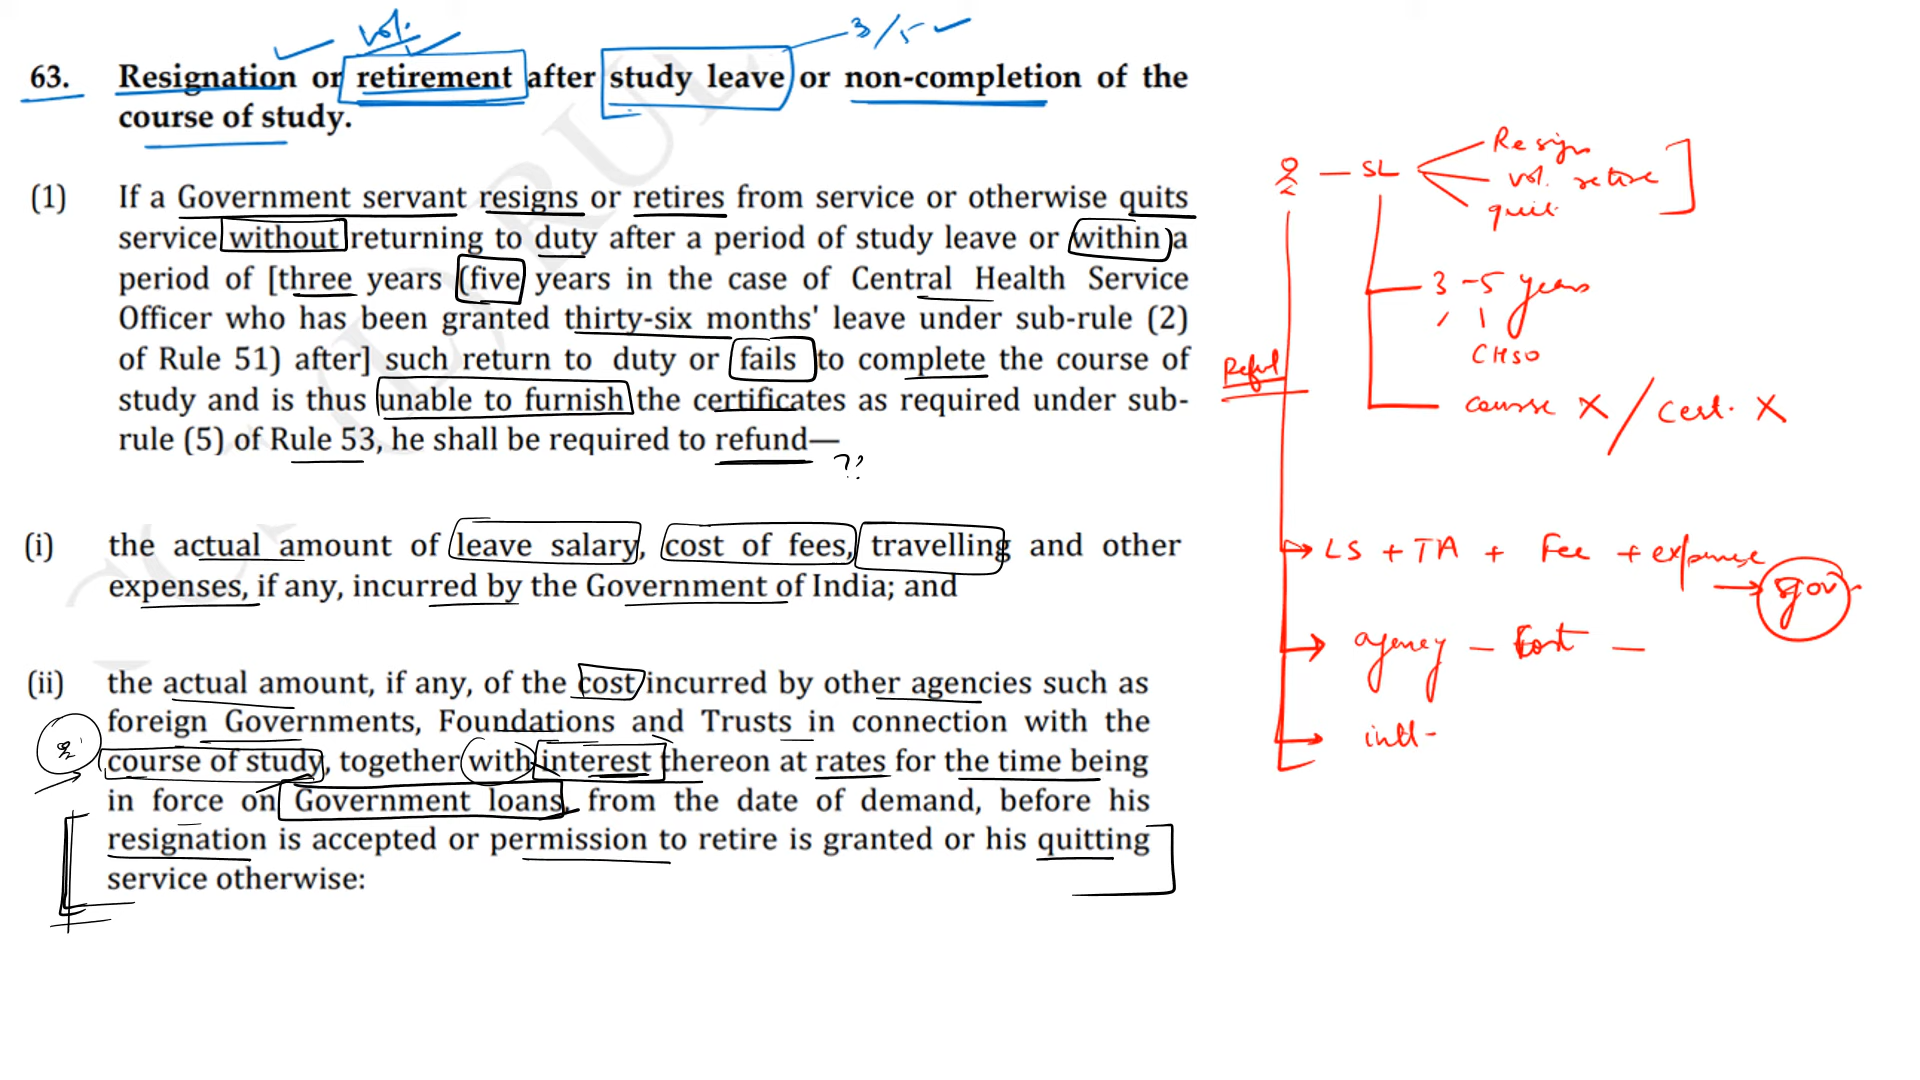 vol.
3/5
63. Resignation or retirement after study leave or non-completion of the
course of study.
(1) If a Government servant resigns or retires from service or otherwise quits
service without returning to duty after a period of study leave or within a
period of [three years (five years in the case of Central Health Service
Officer who has been granted thirty-six months' leave under sub-rule (2)
of Rule 51) after] such return to duty or fails to complete the course of
study and is thus unable to furnish the certificates as required under sub-
rule (5) of Rule 53, he shall be required to refund—
??
(i) the actual amount of leave salary, cost of fees, travelling and other
expenses, if any, incurred by the Government of India; and
(ii) the actual amount, if any, of the cost incurred by other agencies such as
foreign Governments, Foundations and Trusts in connection with the
course of study, together with interest thereon at rates for the time being
in force on Government loans, from the date of demand, before his
resignation is accepted or permission to retire is granted or his quitting
service otherwise:
— SL
Resign
vol. retire
quit
3 - 5 years
CHSO
course X / cert. X
LS + TA + Fee + expense
gov
agency - cost -